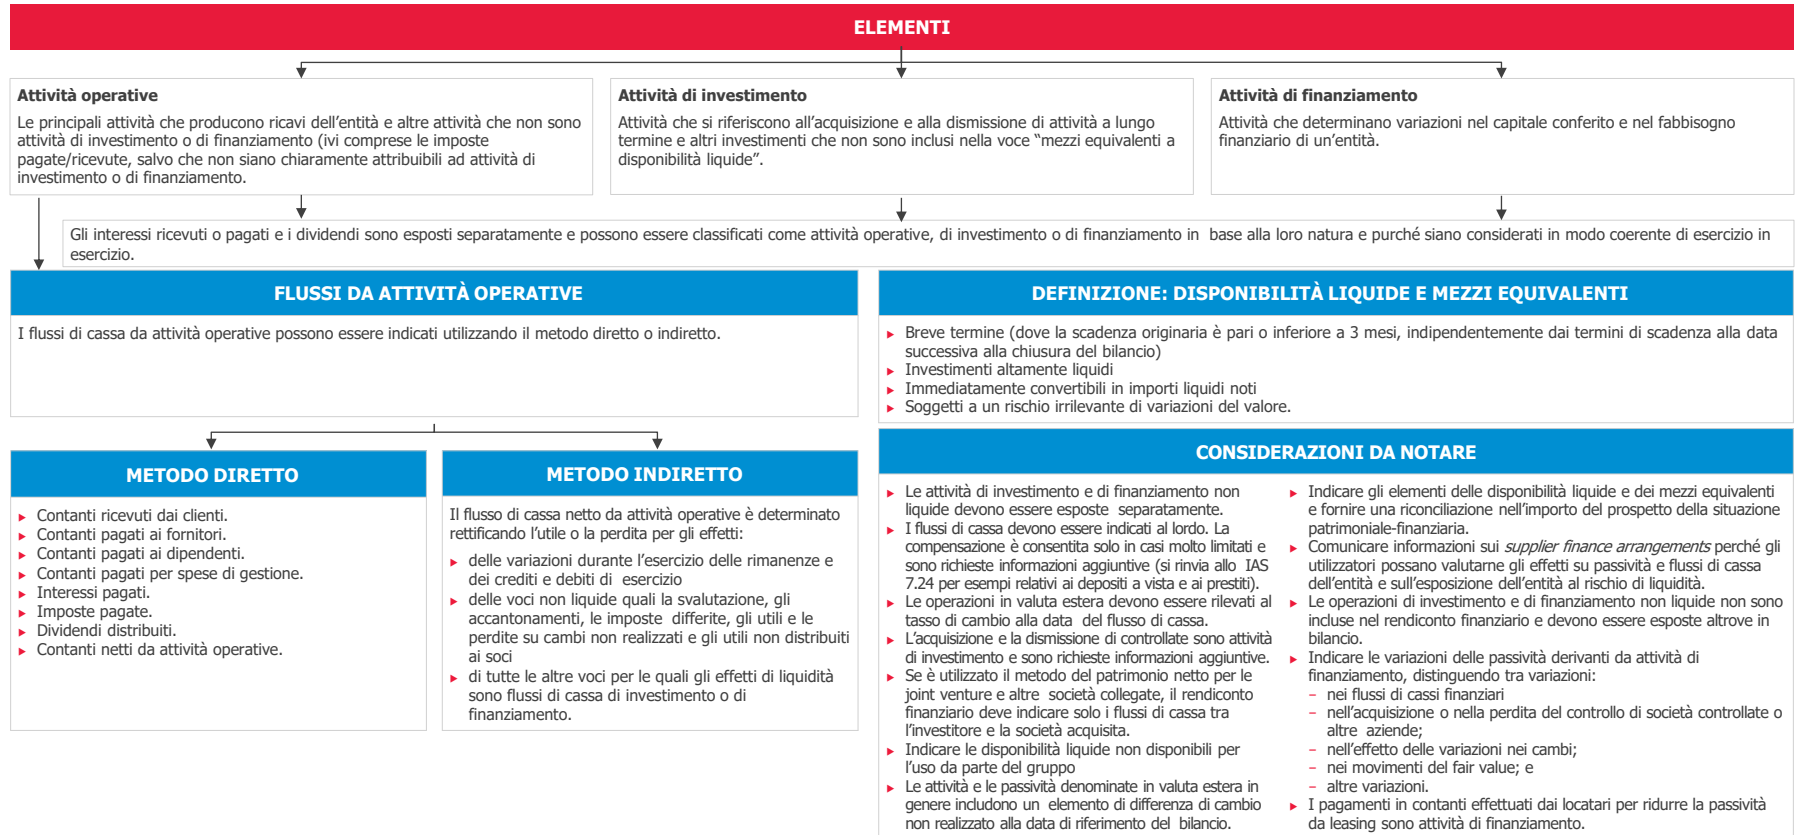 ELEMENTI
Attività operative
Le principali attività che producono ricavi dell'entità e altre attività che non sono
attività di investimento o di finanziamento (ivi comprese le imposte
pagate/ricevute, salvo che non siano chiaramente attribuibili ad attività di
investimento o di finanziamento.
Attività di investimento
Attività che si riferiscono all'acquisizione e alla dismissione di attività a lungo
termine e altri investimenti che non sono inclusi nella voce "mezzi equivalenti a
disponibilità liquide".
Attività di finanziamento
Attività che determinano variazioni nel capitale conferito e nel fabbisogno
finanziario di un'entità.
Gli interessi ricevuti o pagati e i dividendi sono esposti separatamente e possono essere classificati come attività operative, di investimento o di finanziamento in base alla loro natura e purché siano considerati in modo coerente di esercizio in
esercizio.
FLUSSI DA ATTIVITÀ OPERATIVE
I flussi di cassa da attività operative possono essere indicati utilizzando il metodo diretto o indiretto.
METODO DIRETTO
► Contanti ricevuti dai clienti.
► Contanti pagati ai fornitori.
► Contanti pagati ai dipendenti.
► Contanti pagati per spese di gestione.
► Interessi pagati.
► Imposte pagate.
► Dividendi distribuiti.
► Contanti netti da attività operative.
METODO INDIRETTO
Il flusso di cassa netto da attività operative è determinato
rettificando l'utile o la perdita per gli effetti:
► delle variazioni durante l'esercizio delle rimanenze e
dei crediti e debiti di esercizio
► delle voci non liquide quali la svalutazione, gli
accantonamenti, le imposte differite, gli utili e le
perdite su cambi non realizzati e gli utili non distribuiti
ai soci
► di tutte le altre voci per le quali gli effetti di liquidità
sono flussi di cassa di investimento o di
finanziamento.
DEFINIZIONE: DISPONIBILITÀ LIQUIDE E MEZZI EQUIVALENTI
► Breve termine (dove la scadenza originaria è pari o inferiore a 3 mesi, indipendentemente dai termini di scadenza alla data
successiva alla chiusura del bilancio)
► Investimenti altamente liquidi
► Immediatamente convertibili in importi liquidi noti
► Soggetti a un rischio irrilevante di variazioni del valore.
CONSIDERAZIONI DA NOTARE
► Le attività di investimento e di finanziamento non
liquide devono essere esposte separatamente.
► I flussi di cassa devono essere indicati al lordo. La
compensazione è consentita solo in casi molto limitati e
sono richieste informazioni aggiuntive (si rinvia allo IAS
7.24 per esempi relativi ai depositi a vista e ai prestiti).
► Le operazioni in valuta estera devono essere rilevati al
tasso di cambio alla data del flusso di cassa.
► L'acquisizione e la dismissione di controllate sono attività
di investimento e sono richieste informazioni aggiuntive.
► Se è utilizzato il metodo del patrimonio netto per le
joint venture e altre società collegate, il rendiconto
finanziario deve indicare solo i flussi di cassa tra
l'investitore e la società acquisita.
► Indicare le disponibilità liquide non disponibili per
l'uso da parte del gruppo
► Le attività e le passività denominate in valuta estera in
genere includono un elemento di differenza di cambio
non realizzato alla data di riferimento del bilancio.
► Indicare gli elementi delle disponibilità liquide e dei mezzi equivalenti
e fornire una riconciliazione nell'importo del prospetto della situazione
patrimoniale-finanziaria.
► Comunicare informazioni sui supplier finance arrangements perché gli
utilizzatori possano valutarne gli effetti su passività e flussi di cassa
dell'entità e sull'esposizione dell'entità al rischio di liquidità.
► Le operazioni di investimento e di finanziamento non liquide non sono
incluse nel rendiconto finanziario e devono essere esposte altrove in
bilancio.
► Indicare le variazioni delle passività derivanti da attività di
finanziamento, distinguendo tra variazioni:
– nei flussi di cassi finanziari
– nell'acquisizione o nella perdita del controllo di società controllate o
altre aziende;
– nell'effetto delle variazioni nei cambi;
– nei movimenti del fair value; e
– altre variazioni.
► I pagamenti in contanti effettuati dai locatari per ridurre la passività
da leasing sono attività di finanziamento.